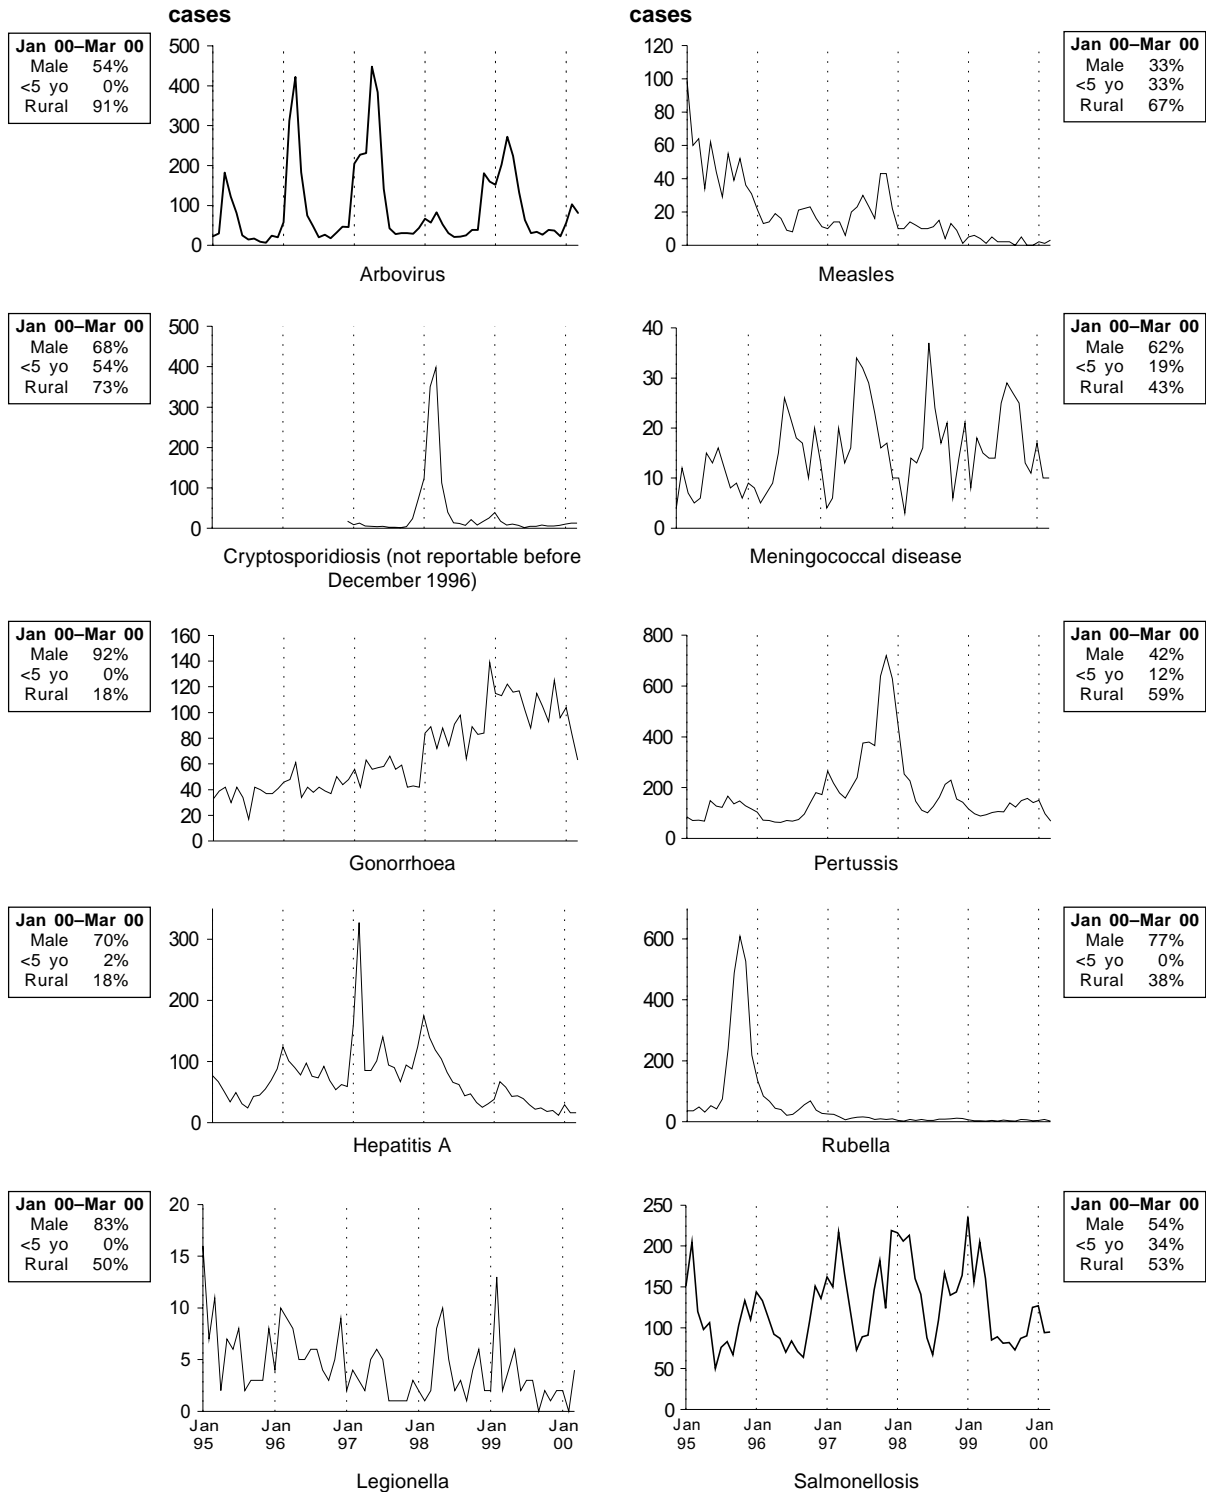 cases
Jan 00–Mar 00
Male 54%
<5 yo 0%
Rural 91%
500
400
300
200
100
0
Arbovirus
cases
120
100
80
60
40
20
0
Measles
Jan 00–Mar 00
Male 33%
<5 yo 33%
Rural 67%
Jan 00–Mar 00
Male 68%
<5 yo 54%
Rural 73%
500
400
300
200
100
0
Cryptosporidiosis (not reportable before
December 1996)
40
30
20
10
0
Meningococcal disease
Jan 00–Mar 00
Male 62%
<5 yo 19%
Rural 43%
Jan 00–Mar 00
Male 92%
<5 yo 0%
Rural 18%
160
140
120
100
80
60
40
20
0
Gonorrhoea
800
600
400
200
0
Pertussis
Jan 00–Mar 00
Male 42%
<5 yo 12%
Rural 59%
Jan 00–Mar 00
Male 70%
<5 yo 2%
Rural 18%
300
200
100
0
Hepatitis A
600
400
200
0
Rubella
Jan 00–Mar 00
Male 77%
<5 yo 0%
Rural 38%
Jan 00–Mar 00
Male 83%
<5 yo 0%
Rural 50%
20
15
10
5
0
Jan Jan Jan Jan Jan Jan
95 96 97 98 99 00
Legionella
250
200
150
100
50
0
Jan Jan Jan Jan Jan Jan
95 96 97 98 99 00
Salmonellosis
Jan 00–Mar 00
Male 54%
<5 yo 34%
Rural 53%